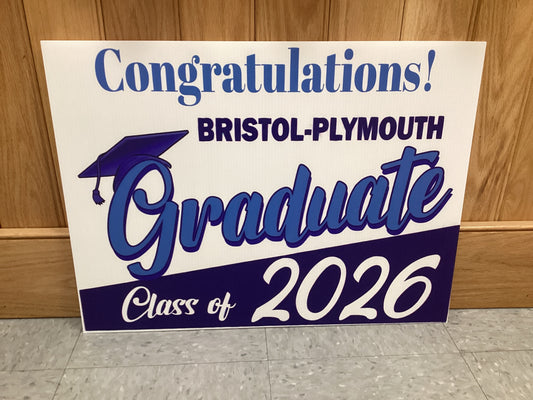 Congratulations!
BRISTOL-PLYMOUTH
Graduate
Class of 2026